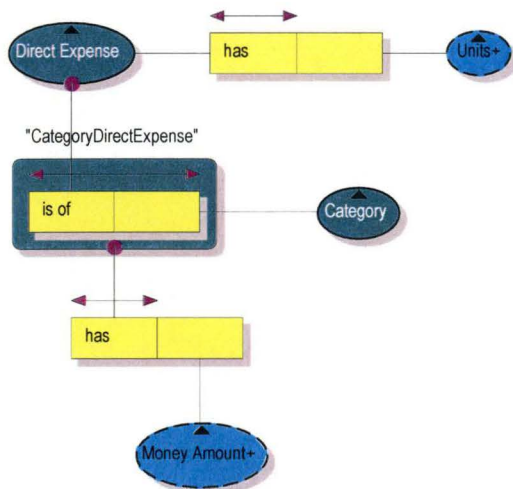 Direct Expense
has
Units+
"CategoryDirectExpense"
is of
Category
has
Money Amount+